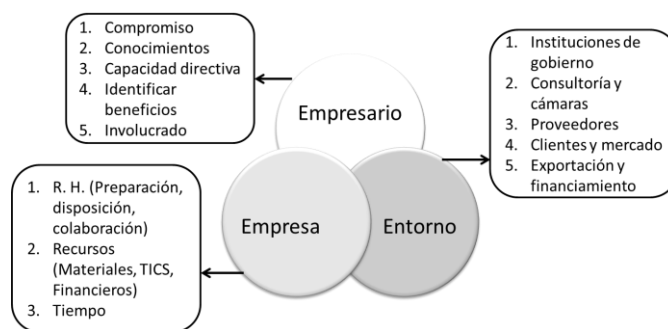 1. Compromiso
2. Conocimientos
3. Capacidad directiva
4. Identificar
beneficios
5. Involucrado
Empresario
1. Instituciones de
gobierno
2. Consultoría y
cámaras
3. Proveedores
4. Clientes y mercado
5. Exportación y
financiamiento
1. R. H. (Preparación,
disposición,
colaboración)
2. Recursos
(Materiales, TICS,
Financieros)
3. Tiempo
Empresa
Entorno